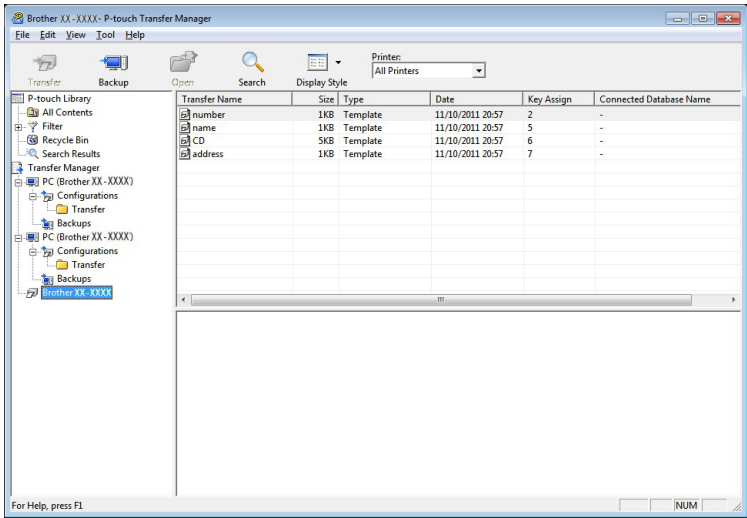 Brother XX-XXXX- P-touch Transfer Manager
File Edit View Tool Help
Transfer Backup Open Search Display Style Printer:
All Printers
P-touch Library
All Contents
Filter
Recycle Bin
Search Results
Transfer Manager
PC (Brother XX-XXXX)
Configurations
Transfer
Backups
PC (Brother XX-XXXX)
Configurations
Transfer
Backups
Brother XX-XXXX
Transfer Name Size Type Date Key Assign Connected Database Name
number 1KB Template 11/10/2011 20:57 2 -
name 1KB Template 11/10/2011 20:57 5 -
CD 5KB Template 11/10/2011 20:57 6 -
address 1KB Template 11/10/2011 20:57 7 -
For Help, press F1
NUM